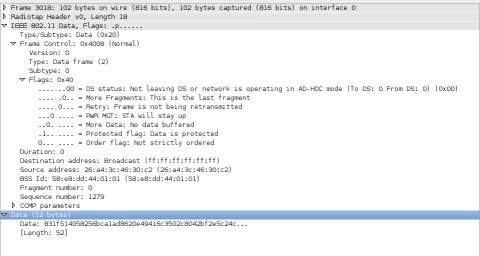 Frame 3018: 102 bytes on wire (816 bits), 102 bytes captured (816 bits) on interface 0
Radiotap Header v0, Length 18
IEEE 802.11 Data, Flags: .p......
Type/Subtype: Data (0x20)
Frame Control: 0x4008 (Normal)
Version: 0
Type: Data frame (2)
Subtype: 0
Flags: 0x40
.... ..00 = DS status: Not leaving DS or network is operating in AD-HOC mode (To DS: 0 From DS: 0) (0x00)
.... .0.. = More Fragments: This is the last fragment
.... 0... = Retry: Frame is not being retransmitted
...0 .... = PWR MGT: STA will stay up
..0. .... = More Data: No data buffered
.1.. .... = Protected flag: Data is protected
0... .... = Order flag: Not strictly ordered
Duration: 0
Destination address: Broadcast (ff:ff:ff:ff:ff:ff)
Source address: 26:a4:3c:46:30:c2 (26:a4:3c:46:30:c2)
BSS Id: 58:e8:dd:44:01:01 (58:e8:dd:44:01:01)
Fragment number: 0
Sequence number: 1279
CCMP parameters
Data (52 bytes)
Data:
[Length: 52]